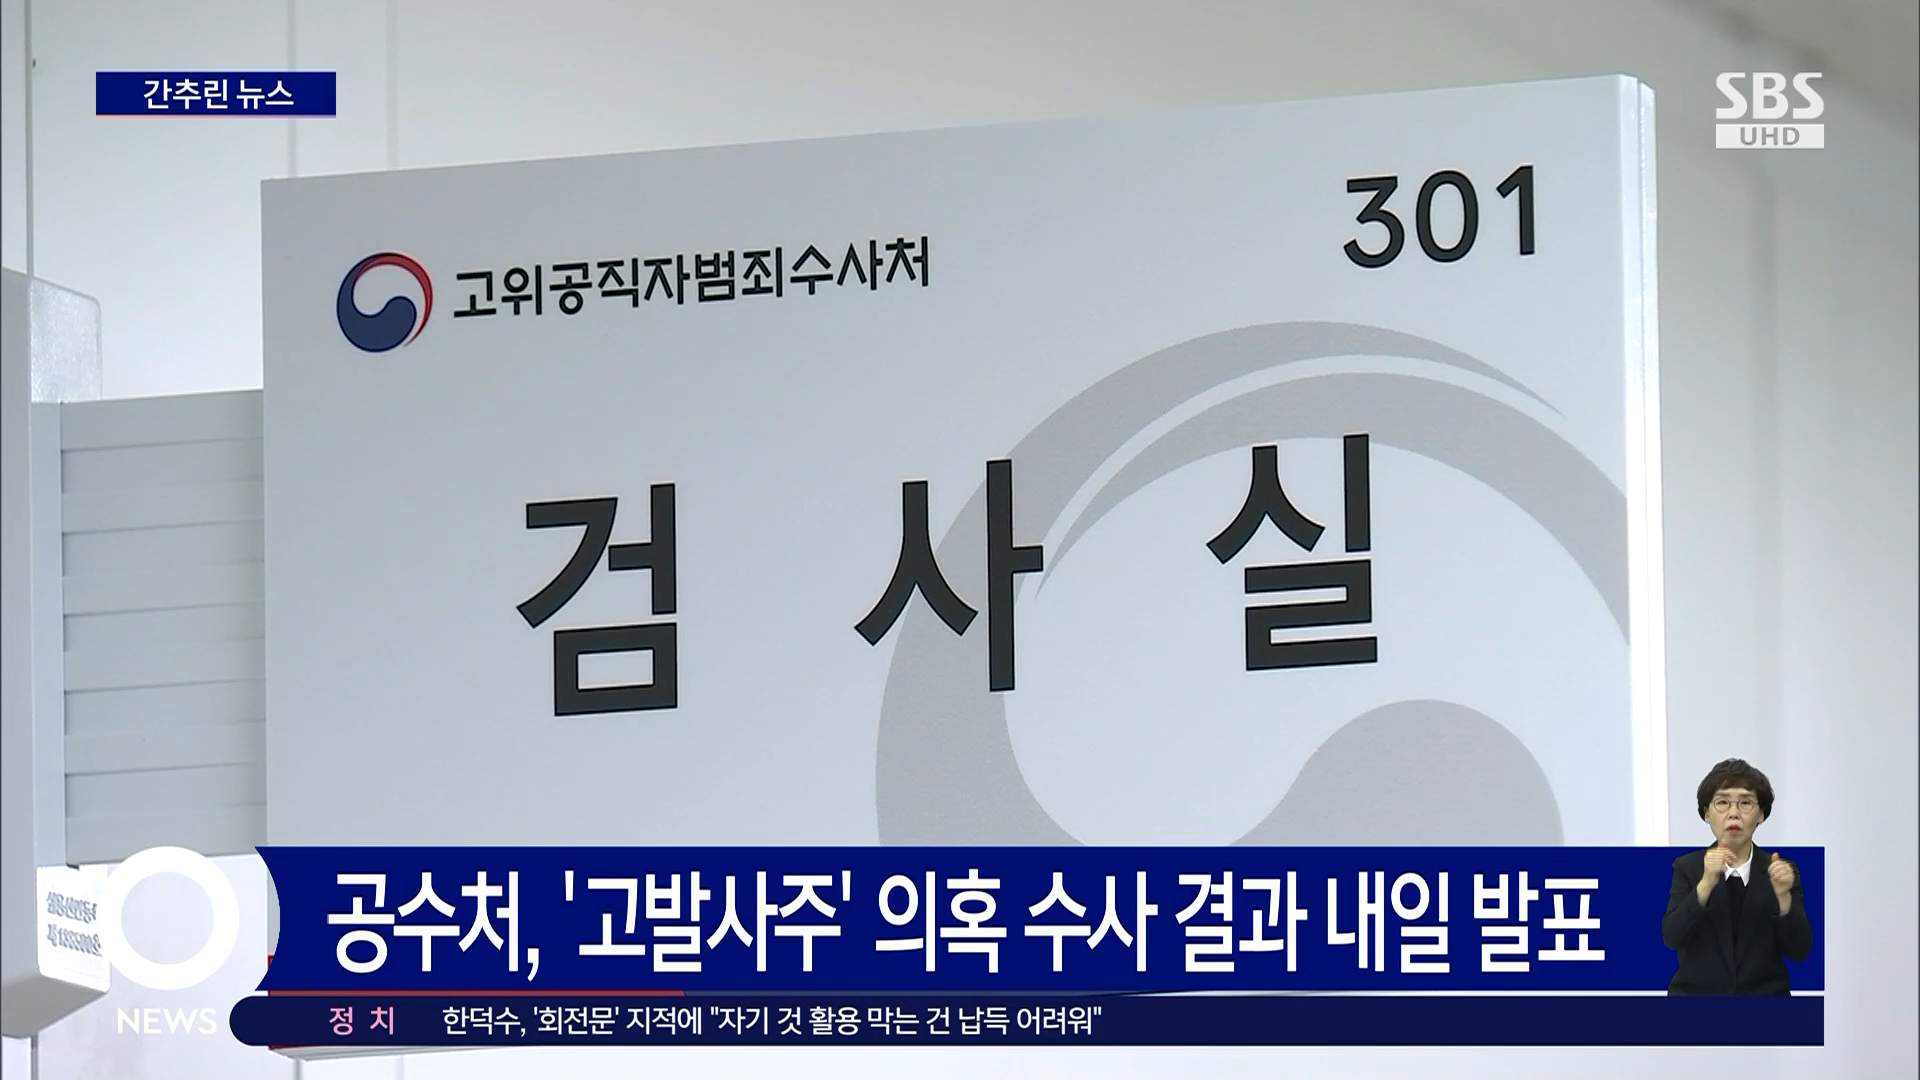 간추린 뉴스
SBS
UHD
301
고위공직자범죄수사처
검 사 실
공수처, '고발사주' 의혹 수사 결과 내일 발표
NEWS
정 치 한덕수, '회전문' 지적에 "자기 것 활용 막는 건 납득 어려워"